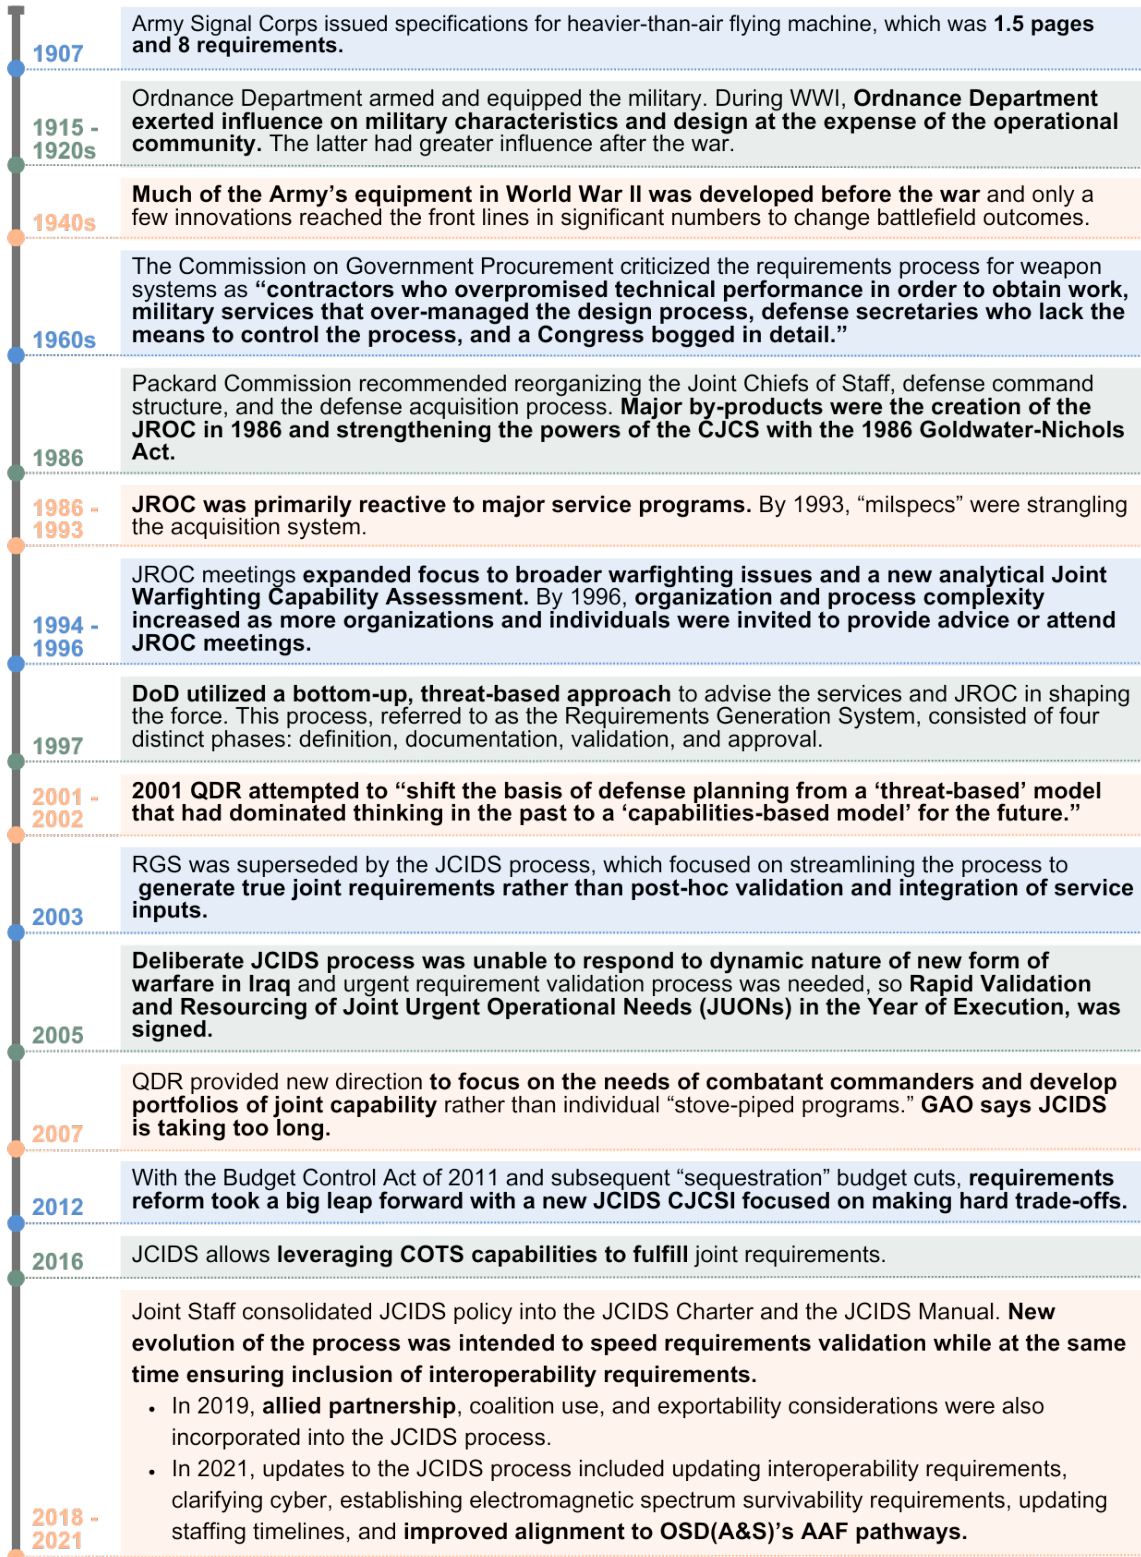 Army Signal Corps issued specifications for heavier-than-air flying machine, which was 1.5 pages
and 8 requirements.
1907
Ordnance Department armed and equipped the military. During WWI, Ordnance Department
exerted influence on military characteristics and design at the expense of the operational
community. The latter had greater influence after the war.
1915 -
1920s
Much of the Army's equipment in World War II was developed before the war and only a
few innovations reached the front lines in significant numbers to change battlefield outcomes.
1940s
The Commission on Government Procurement criticized the requirements process for weapon
systems as “contractors who overpromised technical performance in order to obtain work,
military services that over-managed the design process, defense secretaries who lack the
means to control the process, and a Congress bogged in detail.”
1960s
Packard Commission recommended reorganizing the Joint Chiefs of Staff, defense command
structure, and the defense acquisition process. Major by-products were the creation of the
JROC in 1986 and strengthening the powers of the CJCS with the 1986 Goldwater-Nichols
Act.
1986
JROC was primarily reactive to major service programs. By 1993, “milspecs” were strangling
the acquisition system.
1986 -
1993
JROC meetings expanded focus to broader warfighting issues and a new analytical Joint
Warfighting Capability Assessment. By 1996, organization and process complexity
increased as more organizations and individuals were invited to provide advice or attend
JROC meetings.
1994 -
1996
DoD utilized a bottom-up, threat-based approach to advise the services and JROC in shaping
the force. This process, referred to as the Requirements Generation System, consisted of four
distinct phases: definition, documentation, validation, and approval.
1997
2001 QDR attempted to “shift the basis of defense planning from a ‘threat-based’ model
that had dominated thinking in the past to a ‘capabilities-based model’ for the future.”
2001 -
2002
RGS was superseded by the JCIDS process, which focused on streamlining the process to
generate true joint requirements rather than post-hoc validation and integration of service
inputs.
2003
Deliberate JCIDS process was unable to respond to dynamic nature of new form of
warfare in Iraq and urgent requirement validation process was needed, so Rapid Validation
and Resourcing of Joint Urgent Operational Needs (JUONs) in the Year of Execution, was
signed.
2005
QDR provided new direction to focus on the needs of combatant commanders and develop
portfolios of joint capability rather than individual “stove-piped programs.” GAO says JCIDS
is taking too long.
2007
With the Budget Control Act of 2011 and subsequent “sequestration” budget cuts, requirements
reform took a big leap forward with a new JCIDS CJCSI focused on making hard trade-offs.
2012
JCIDS allows leveraging COTS capabilities to fulfill joint requirements.
2016
Joint Staff consolidated JCIDS policy into the JCIDS Charter and the JCIDS Manual. New
evolution of the process was intended to speed requirements validation while at the same
time ensuring inclusion of interoperability requirements.
• In 2019, allied partnership, coalition use, and exportability considerations were also
incorporated into the JCIDS process.
• In 2021, updates to the JCIDS process included updating interoperability requirements,
clarifying cyber, establishing electromagnetic spectrum survivability requirements, updating
staffing timelines, and improved alignment to OSD(A&S)'s AAF pathways.
2018 -
2021